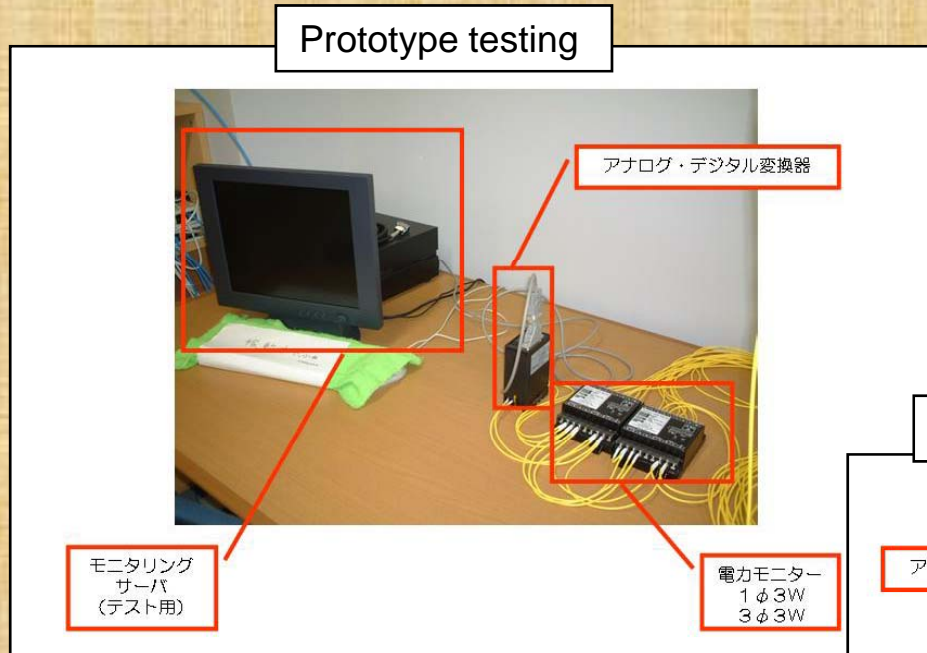 Prototype testing
アナログ・デジタル変換器
モニタリング
サーバ
(テスト用)
電力モニター
1φ3W
3φ3W
ア